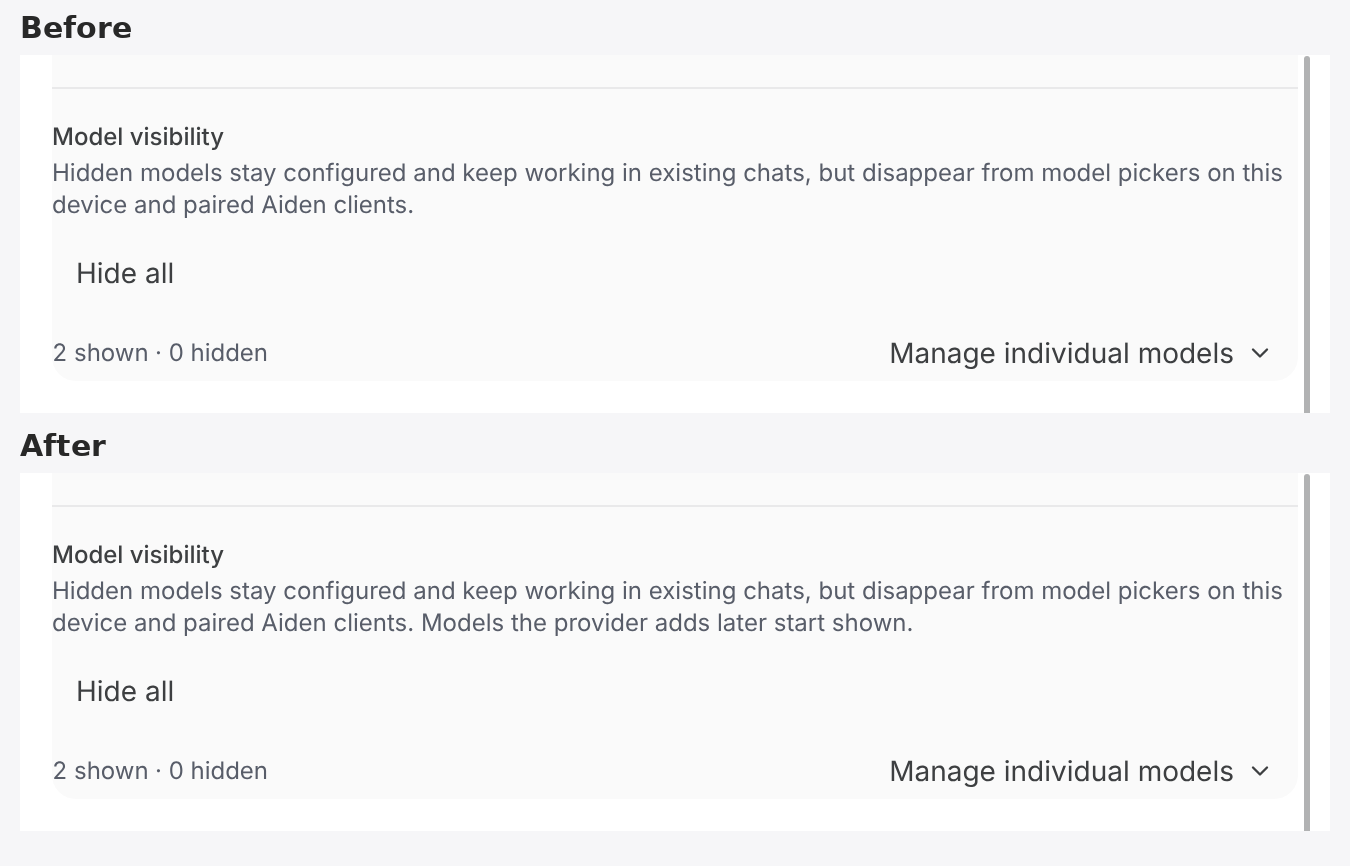 Before
Model visibility
Hidden models stay configured and keep working in existing chats, but disappear from model pickers on this
device and paired Aiden clients.
Hide all
2 shown · 0 hidden
Manage individual models
After
Model visibility
Hidden models stay configured and keep working in existing chats, but disappear from model pickers on this
device and paired Aiden clients. Models the provider adds later start shown.
Hide all
2 shown · 0 hidden
Manage individual models